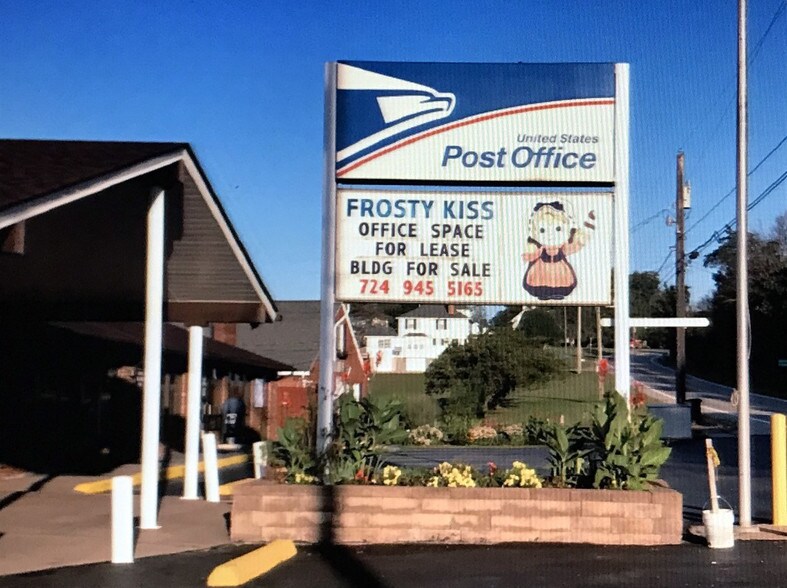 United States
Post Office
FROSTY KISS
OFFICE SPACE
FOR LEASE
BLDG FOR SALE
724 945 5165